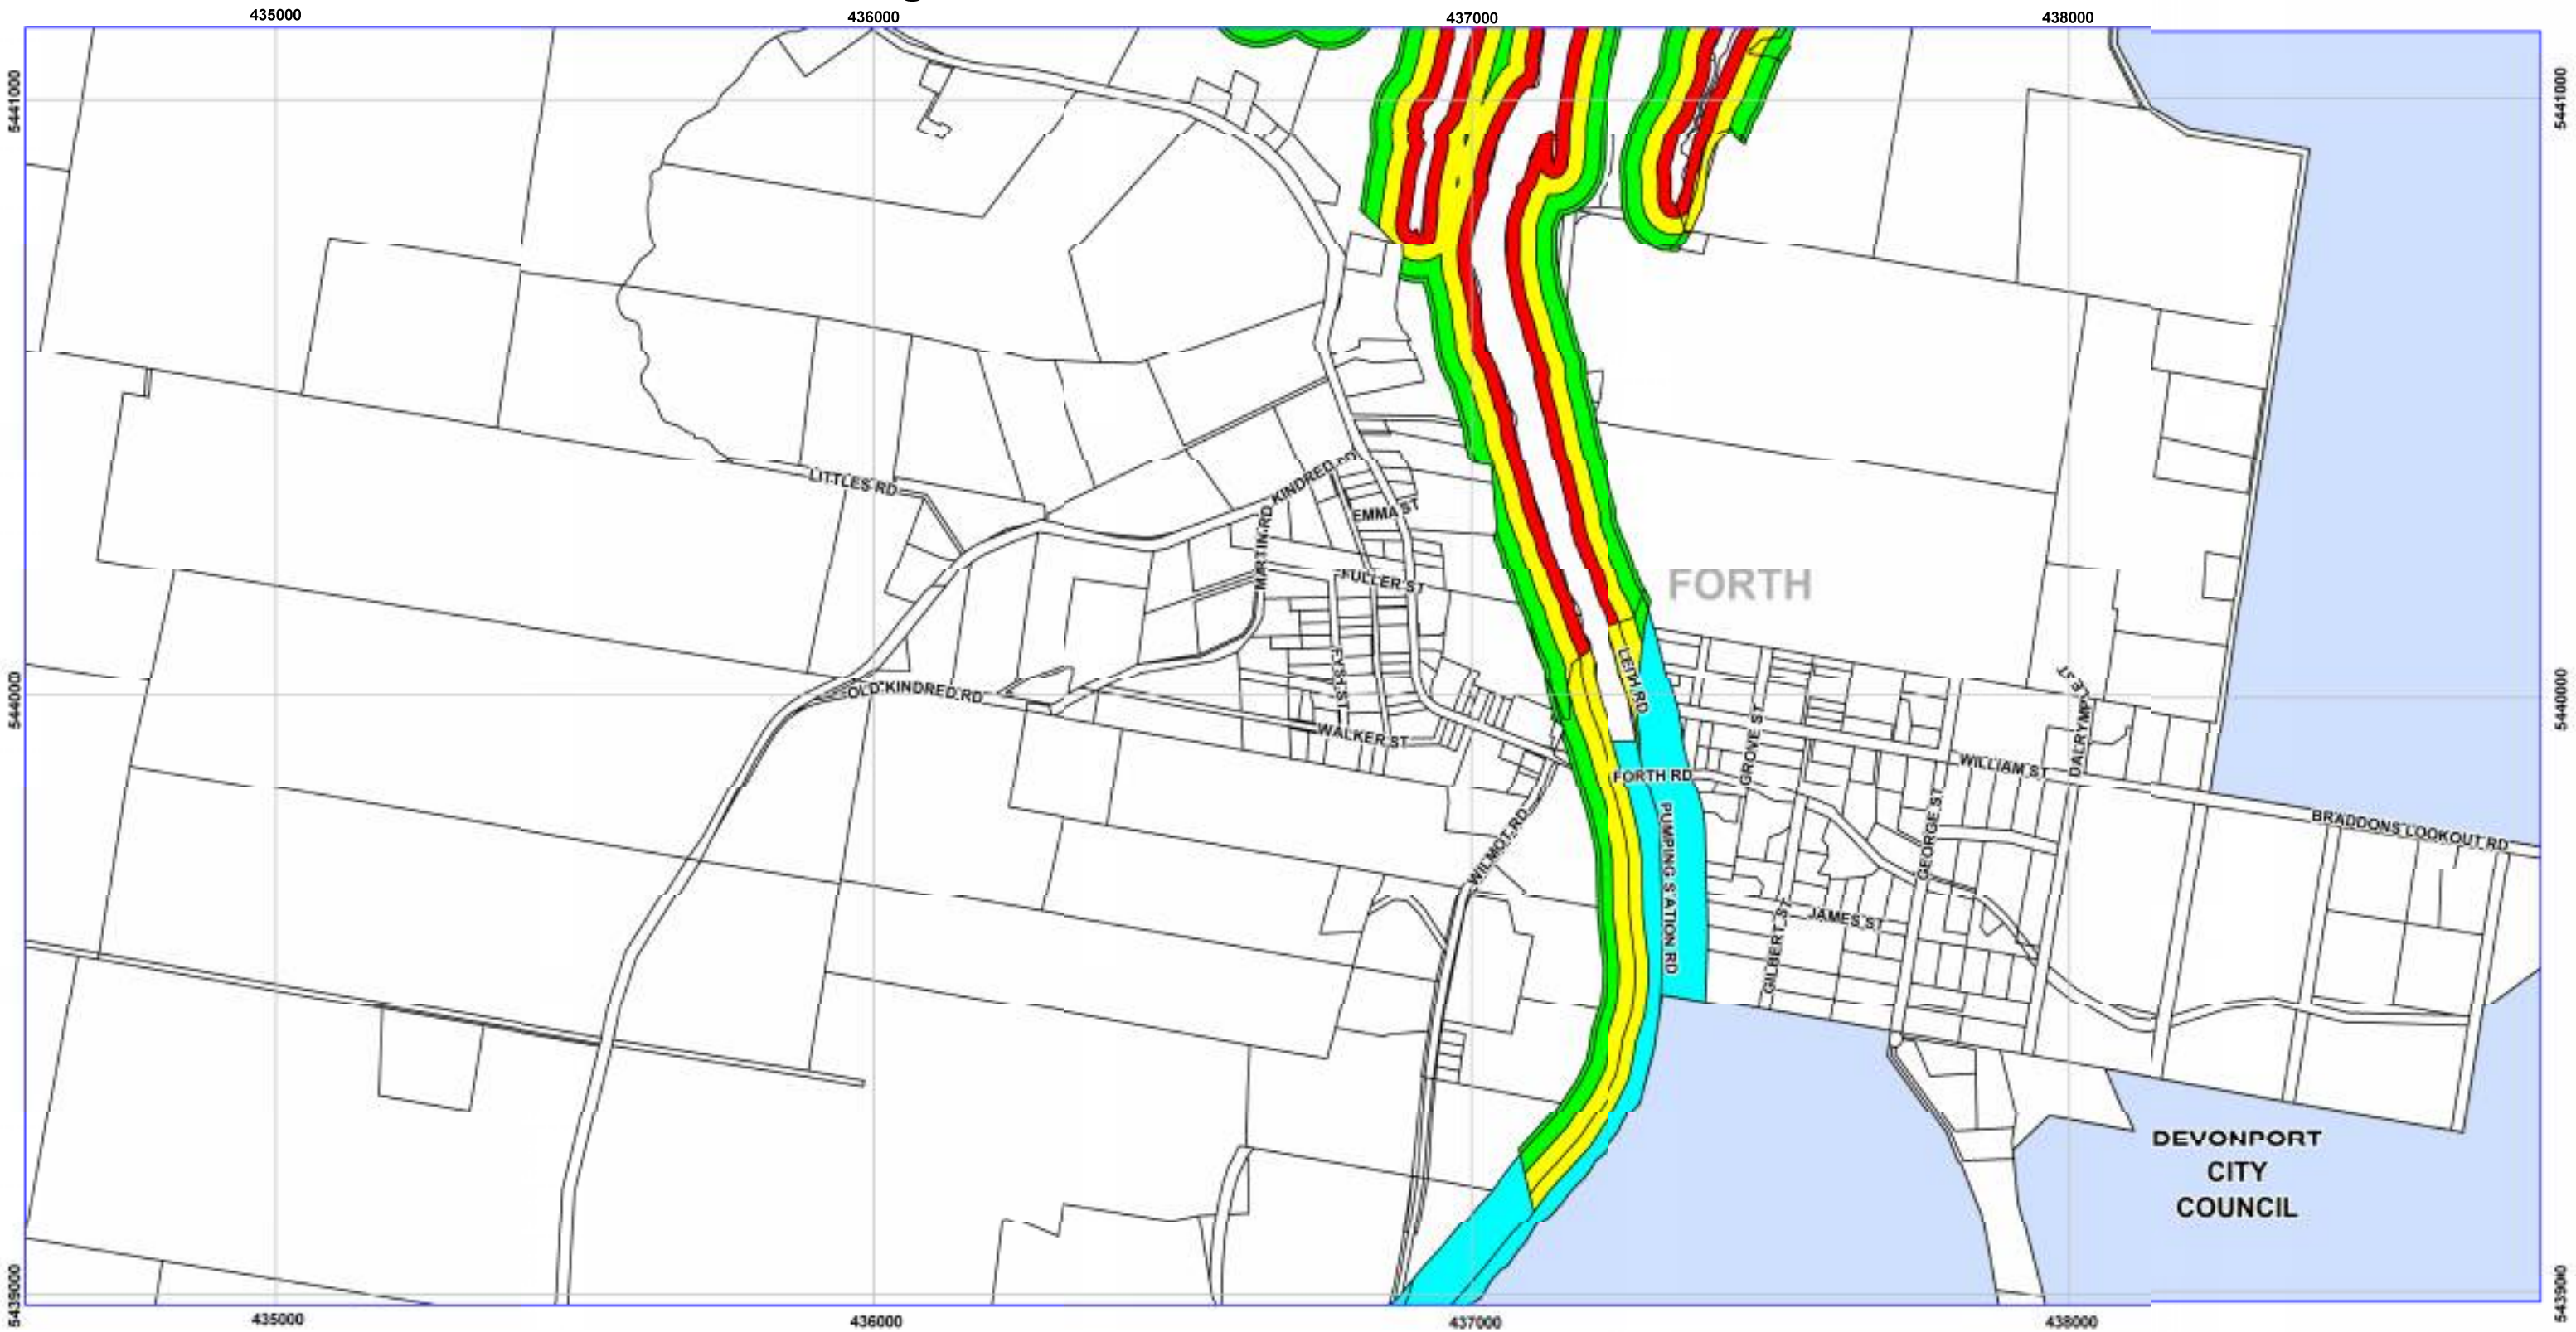 435000
436000
437000
438000
5441000
5441000
LITTLES RD
KINDRED RD
EMMA ST
MARTIN RD
FULLER ST
FORTH
LEITH RD
EYST ST
OLD KINDRED RD
WALKER ST
5440000
5440000
DALRYMPLE ST
GROVE ST
WILLIAM ST
FORTH RD
PUMPING STATION RD
WILMOT RD
GEORGE ST
BRADDONS LOOKOUT RD
GILBERT ST
JAMES ST
DEVONPORT
CITY
COUNCIL
5439000
5439000
435000
436000
437000
438000